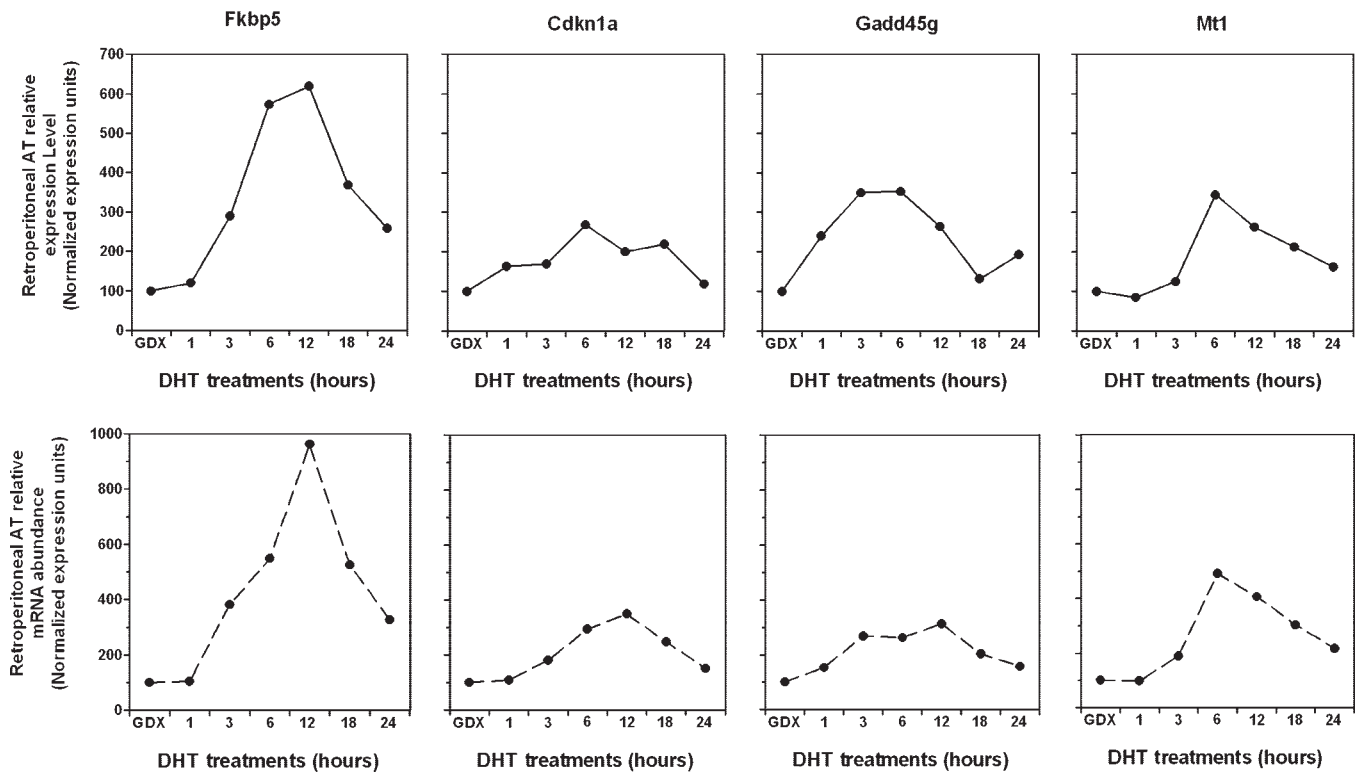 Fkbp5
Cdkn1a
Gadd45g
Mt1
Retroperitoneal AT relative
expression Level
(Normalized expression units)
700
600
500
400
300
200
100
0
GDX 1 3 6 12 18 24
GDX 1 3 6 12 18 24
GDX 1 3 6 12 18 24
GDX 1 3 6 12 18 24
DHT treatments (hours)
DHT treatments (hours)
DHT treatments (hours)
DHT treatments (hours)
Retroperitoneal AT relative
mRNA abundance
(Normalized expression units)
1000
800
600
400
200
0
GDX 1 3 6 12 18 24
GDX 1 3 6 12 18 24
GDX 1 3 6 12 18 24
GDX 1 3 6 12 18 24
DHT treatments (hours)
DHT treatments (hours)
DHT treatments (hours)
DHT treatments (hours)